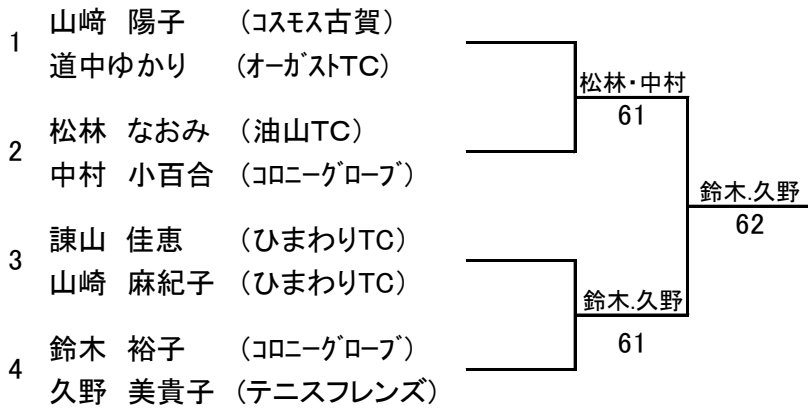 1
山﨑 陽子 (ｺｽﾓｽ古賀)
道中ゆかり (ｵｰｶﾞｽﾄTC)
松林・中村
61
2
松林 なおみ (油山TC)
中村 小百合 (ｺﾛﾆｰｸﾞﾛｰﾌﾞ)
鈴木.久野
62
3
諌山 佳恵 (ひまわりTC)
山崎 麻紀子 (ひまわりTC)
鈴木.久野
61
4
鈴木 裕子 (ｺﾛﾆｰｸﾞﾛｰﾌﾞ)
久野 美貴子 (テニスフレンズ)